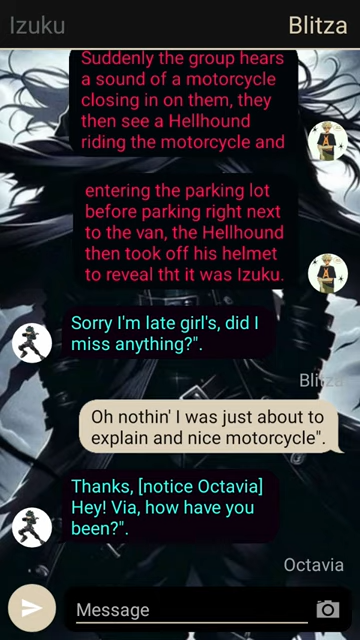 Izuku
Blitza
Suddenly the group hears
a sound of a motorcycle
closing in on them, they
then see a Hellhound
riding the motorcycle and
entering the parking lot
before parking right next
to the van, the Hellhound
then took off his helmet
to reveal tht it was Izuku.
Sorry I'm late girl's, did I
miss anything?".
Blitza
Oh nothin' I was just about to
explain and nice motorcycle".
Thanks, [notice Octavia]
Hey! Via, how have you
been?".
Octavia
Message